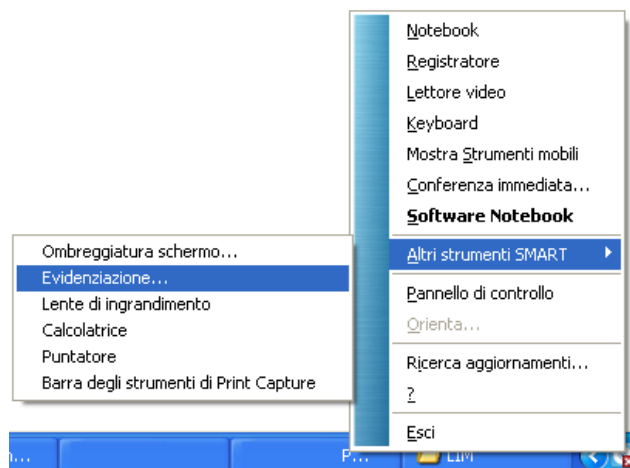 Notebook
Registratore
Lettore video
Keyboard
Mostra Strumenti mobili
Conferenza immediata...
Software Notebook
Altri strumenti SMART
Pannello di controllo
Orienta...
Ricerca aggiornamenti...
?
Esci
Ombreggiatura schermo...
Evidenziazione...
Lente di ingrandimento
Calcolatrice
Puntatore
Barra degli strumenti di Print Capture
P...
LIM